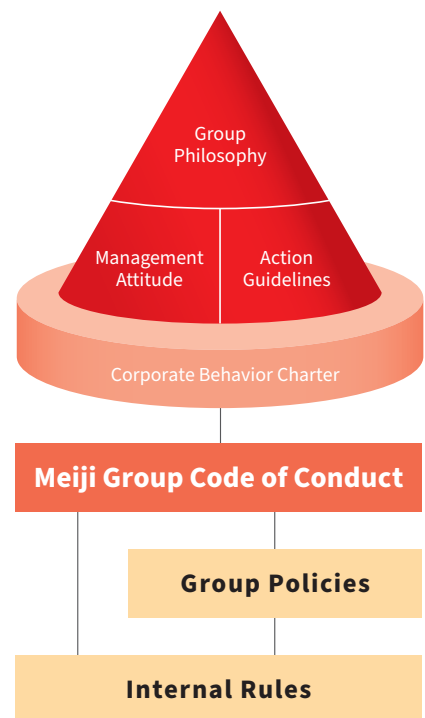 Group
Philosophy
Management
Attitude
Action
Guidelines
Corporate Behavior Charter
Meiji Group Code of Conduct
Group Policies
Internal Rules